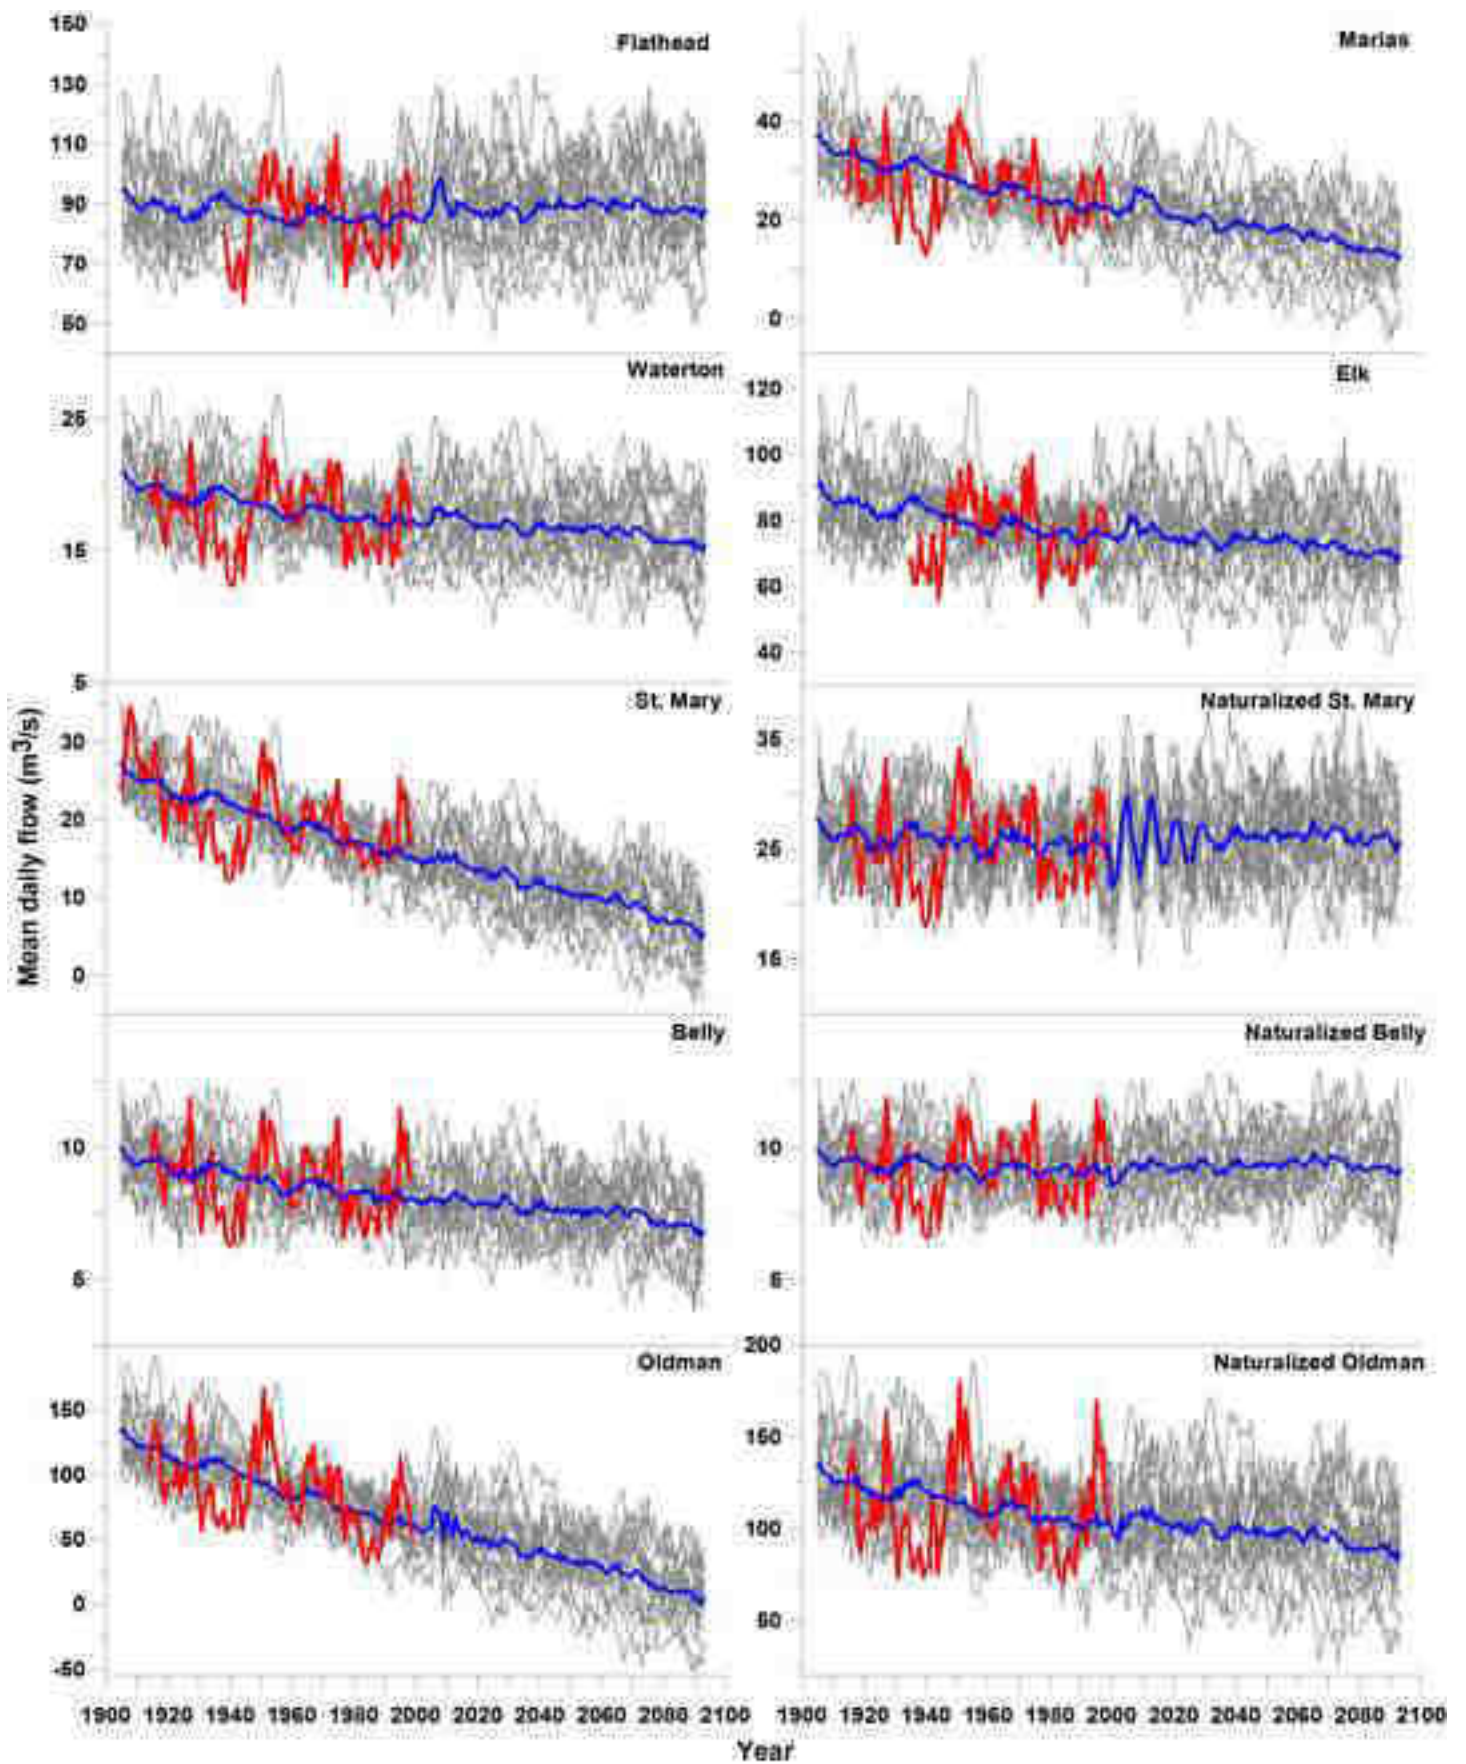 Flathead
150
130
110
90
70
50
Marias
40
20
0
Waterton
25
15
5
Elk
120
100
80
60
40
St. Mary
30
20
10
0
Naturalized St. Mary
35
25
15
Belly
10
5
Naturalized Belly
10
5
Oldman
150
100
50
0
-50
Naturalized Oldman
200
150
100
50
Mean daily flow (m3/s)
1900 1920 1940 1960 1980 2000 2020 2040 2060 2080 2100
1900 1920 1940 1960 1980 2000 2020 2040 2060 2080 2100
Year